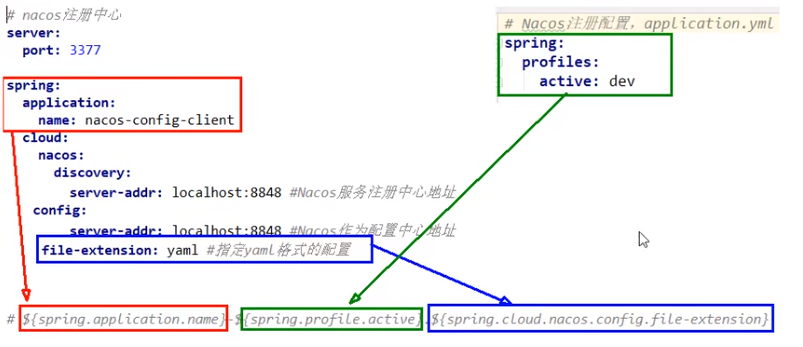 # nacos注册中心
server:
  port: 3377
spring:
  application:
    name: nacos-config-client
  cloud:
    nacos:
      discovery:
        server-addr: localhost:8848 #Nacos服务注册中心地址
    config:
        server-addr: localhost:8848 #Nacos作为配置中心地址
    file-extension: yaml #指定yaml格式的配置
# Nacos注册配置，application.yml
spring:
  profiles:
    active: dev
# ${spring.application.name}-${spring.profile.active}.${spring.cloud.nacos.config.file-extension}